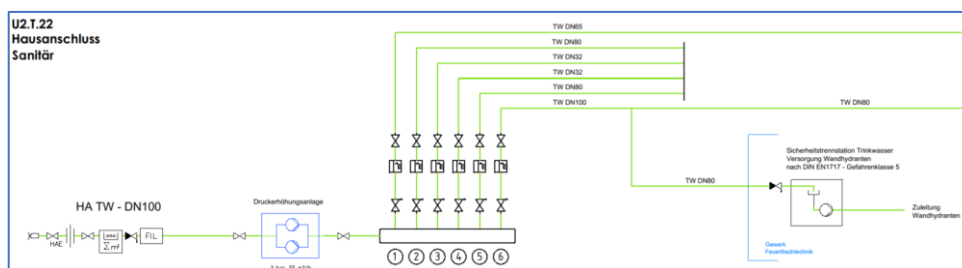 U2.T.22
Hausanschluss
Sanitär
TW DN65
TW DN80
TW DN32
TW DN32
TW DN80
TW DN100
TW DN80
Sicherheitstrennstation Trinkwasser
Versorgung Wandhydranten
nach DIN EN1717 - Gefahrenklasse 5
TW DN80
HA TW - DN100
Druckerhöhungsanlage
Zuleitung
Wandhydranten
HAE
Σm³
FIL
Gewerk
Feuerlöschtechnik
1 2 3 4 5 6